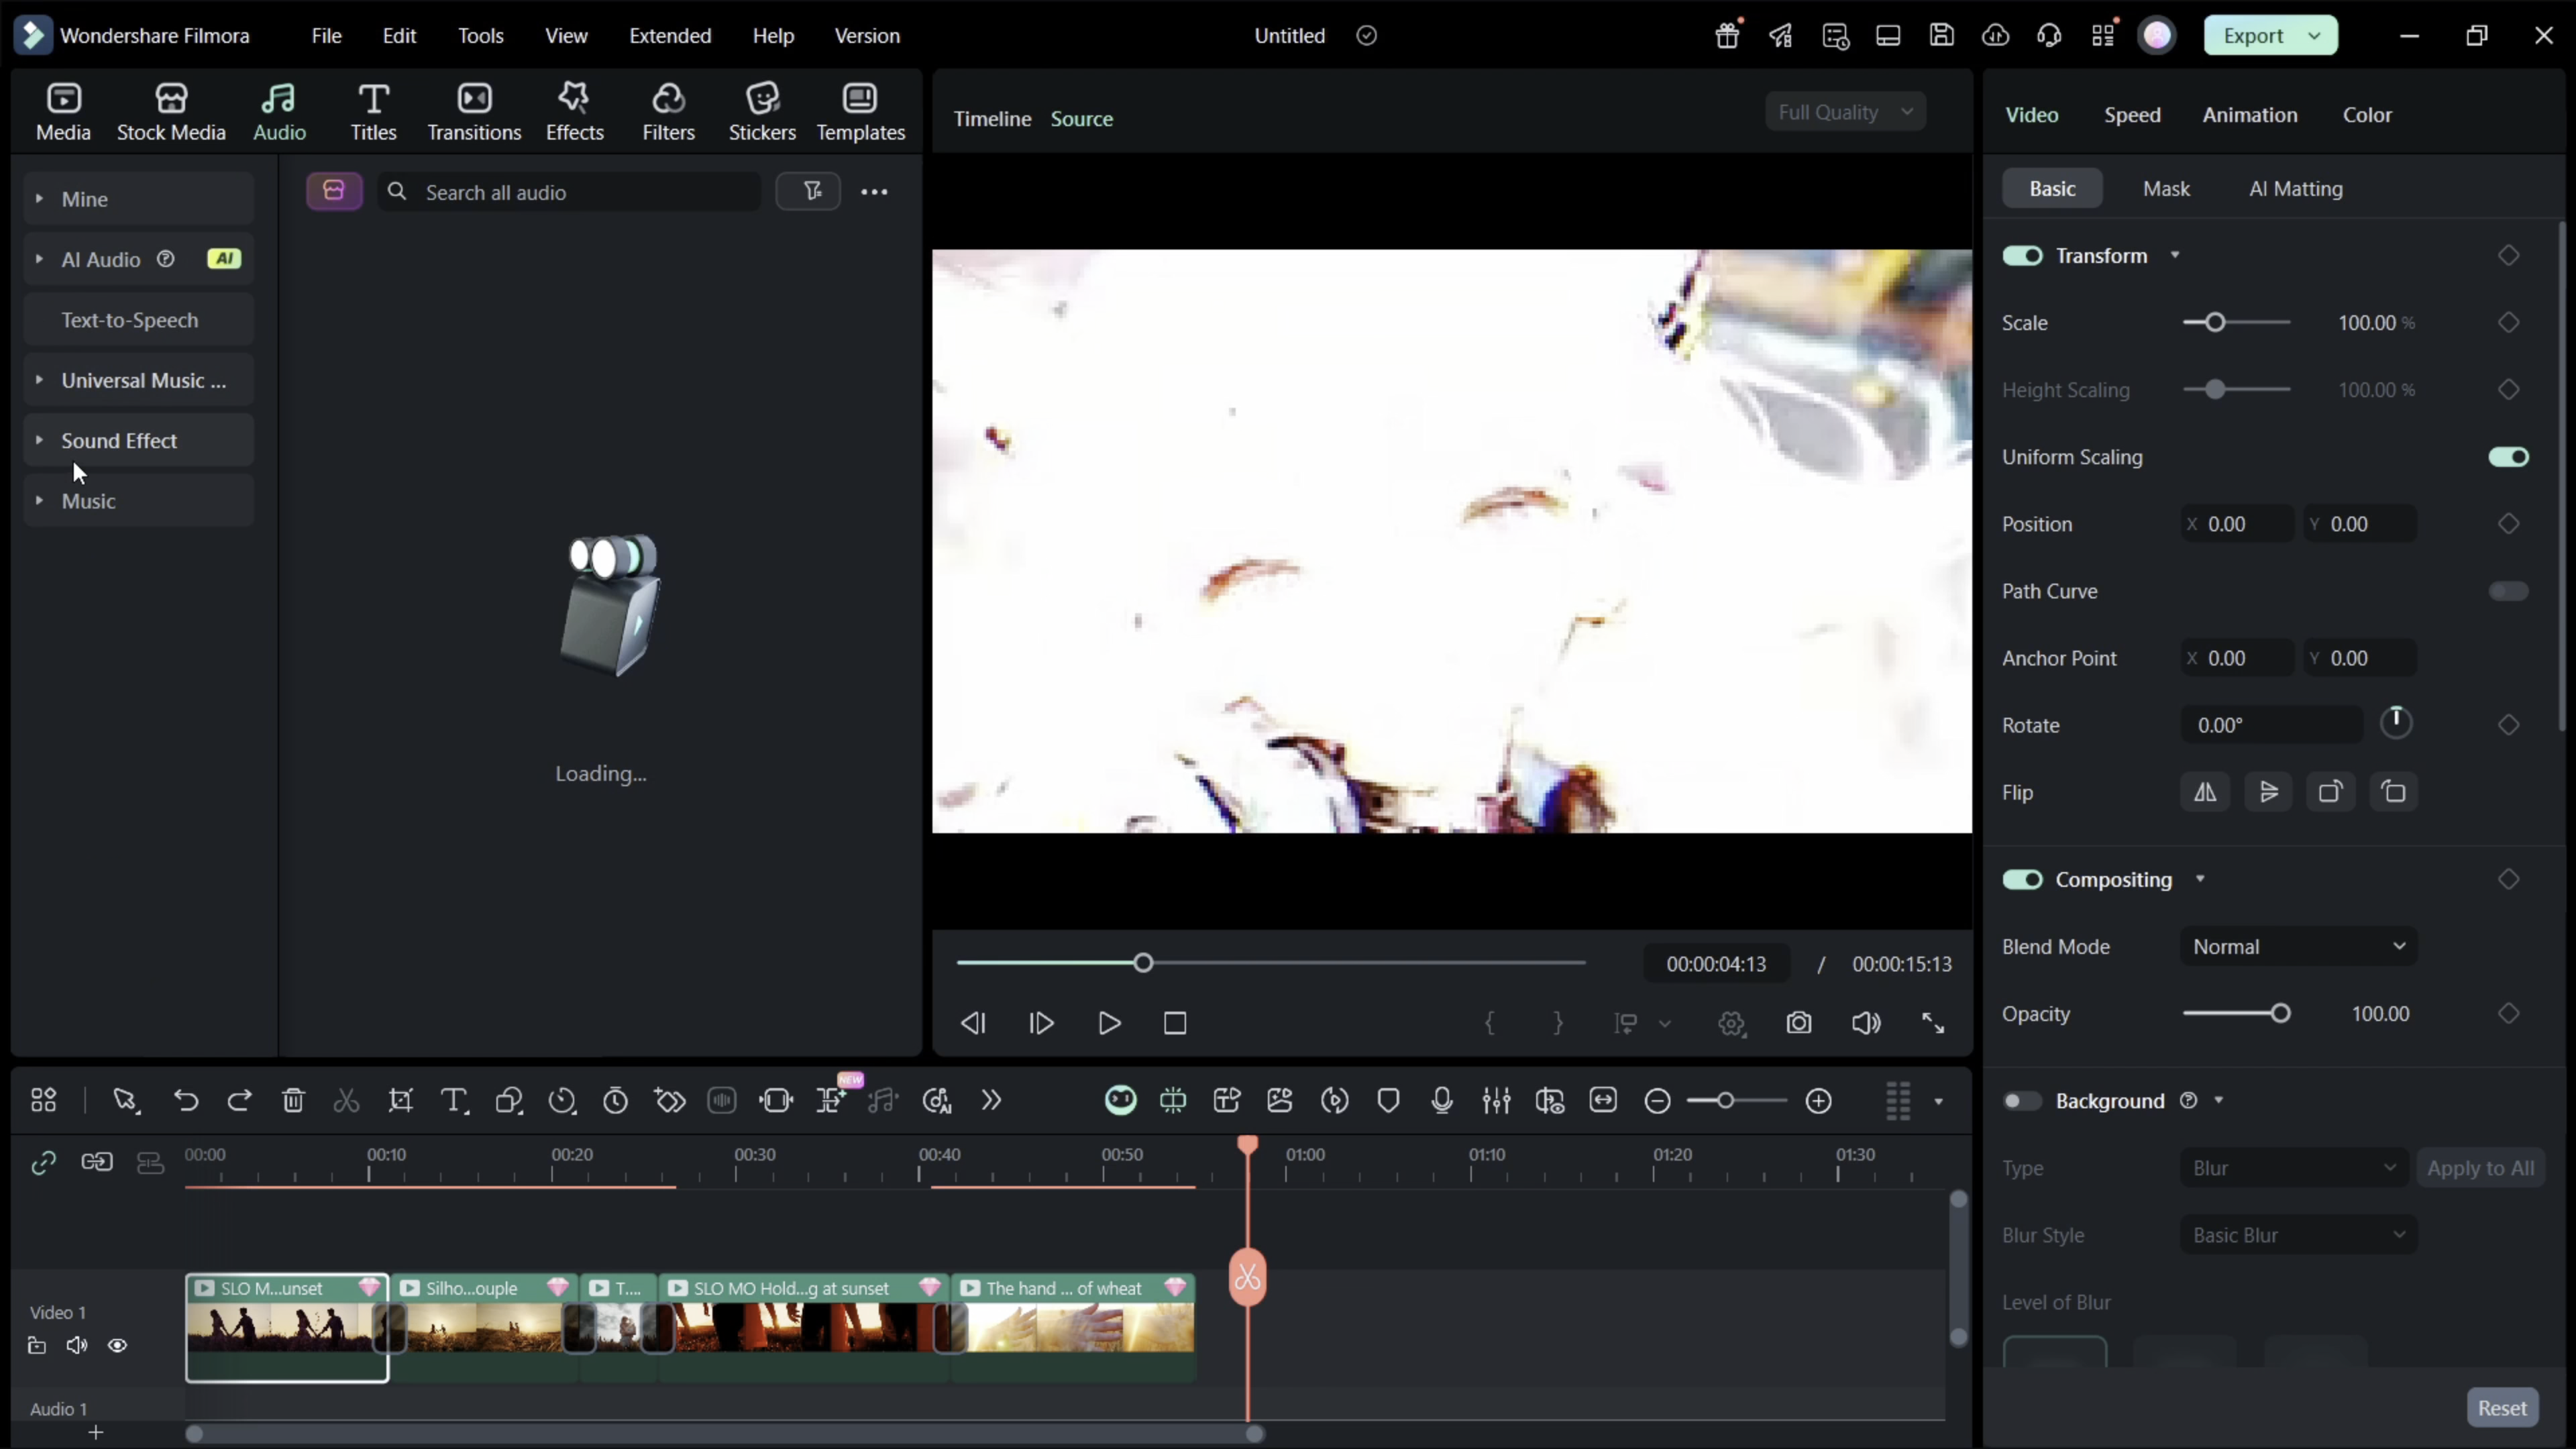 Wondershare Filmora File Edit Tools View Extended Help Version Untitled Export
Media Stock Media Audio Titles Transitions Effects Filters Stickers Templates
Mine
AI Audio AI
Text-to-Speech
Universal Music ...
Sound Effect
Music
Search all audio
Loading...
Timeline Source Full Quality
00:00:04:13 / 00:00:15:13
Video Speed Animation Color
Basic Mask AI Matting
Transform
Scale 100.00 %
Height Scaling 100.00 %
Uniform Scaling
Position X 0.00 Y 0.00
Path Curve
Anchor Point X 0.00 Y 0.00
Rotate 0.00°
Flip
Compositing
Blend Mode Normal
Opacity 100.00
Background
Type Blur Apply to All
Blur Style Basic Blur
Level of Blur
Reset
NEW
AI
00:00 00:10 00:20 00:30 00:40 00:50 01:00 01:10 01:20 01:30
SLO M...unset Silho...ouple T.... SLO MO Hold...g at sunset The hand ... of wheat
Video 1
Audio 1